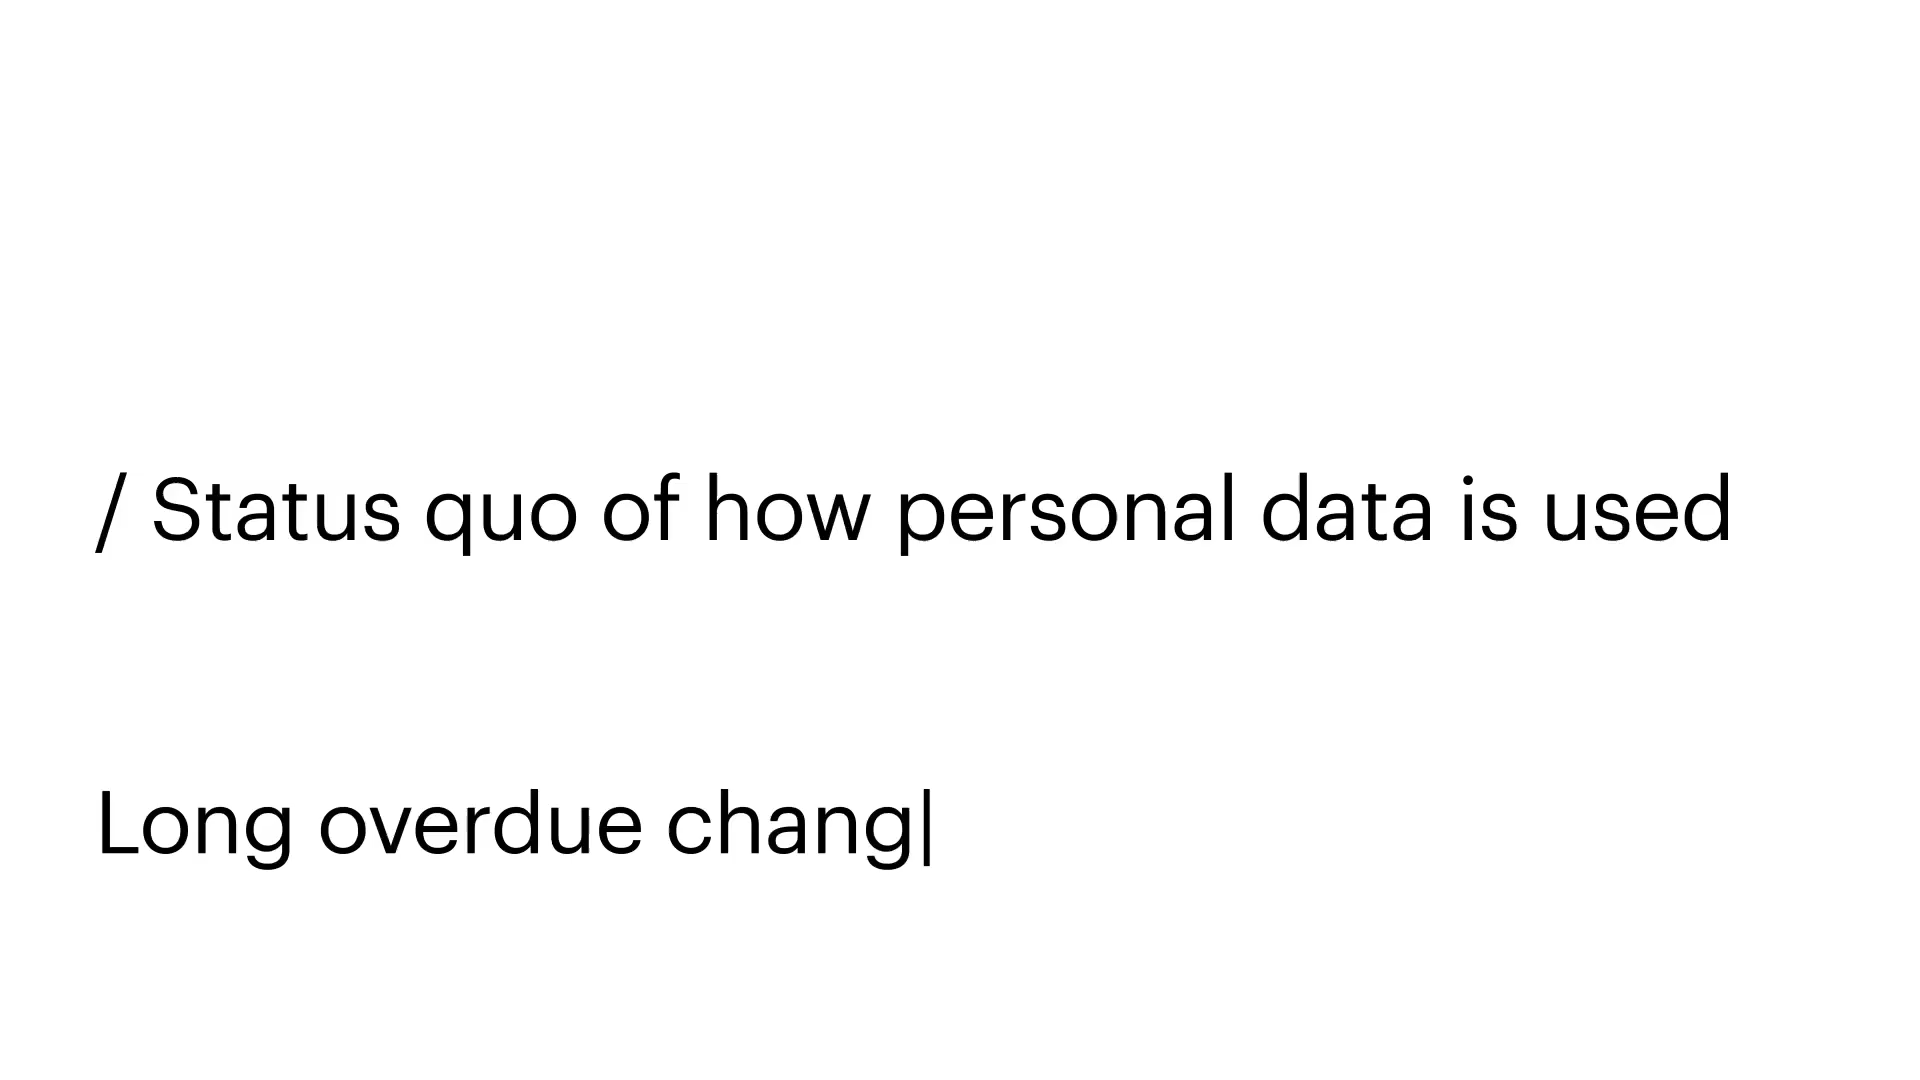 / Status quo of how personal data is used
Long overdue chang|